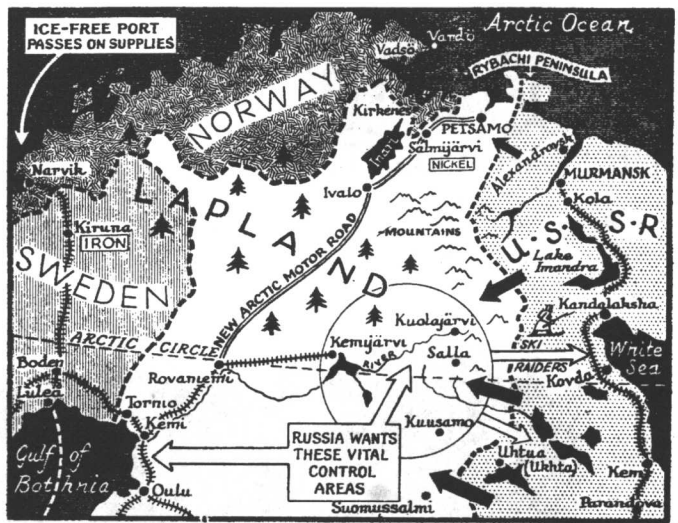 ICE-FREE PORT
PASSES ON SUPPLIES
Arctic Ocean
Vardö
Vadsö
RYBACHI PENINSULA
NORWAY
Kirkenes
PETSAMO
Salmijärvi
NICKEL
Inari
Alexandrovsk
MURMANSK
Kola
Narvik
Ivalo
LAPLAND
Kiruna
IRON
MOUNTAINS
U.S.S.R
Lake
Imandra
SWEDEN
NEW ARCTIC MOTOR ROAD
Kandalaksha
Kuolajärvi
ARCTIC CIRCLE
Kemijärvi
RIVER
Salla
SKI
RAIDERS
White
Sea
Boden
Rovaniemi
Kovda
Luleå
Tornio
Kemi
Kuusamo
RUSSIA WANTS
THESE VITAL
CONTROL
AREAS
Uhtua
(Ukhta)
Kem
Gulf of
Bothnia
Oulu
Suomussalmi
Parandova